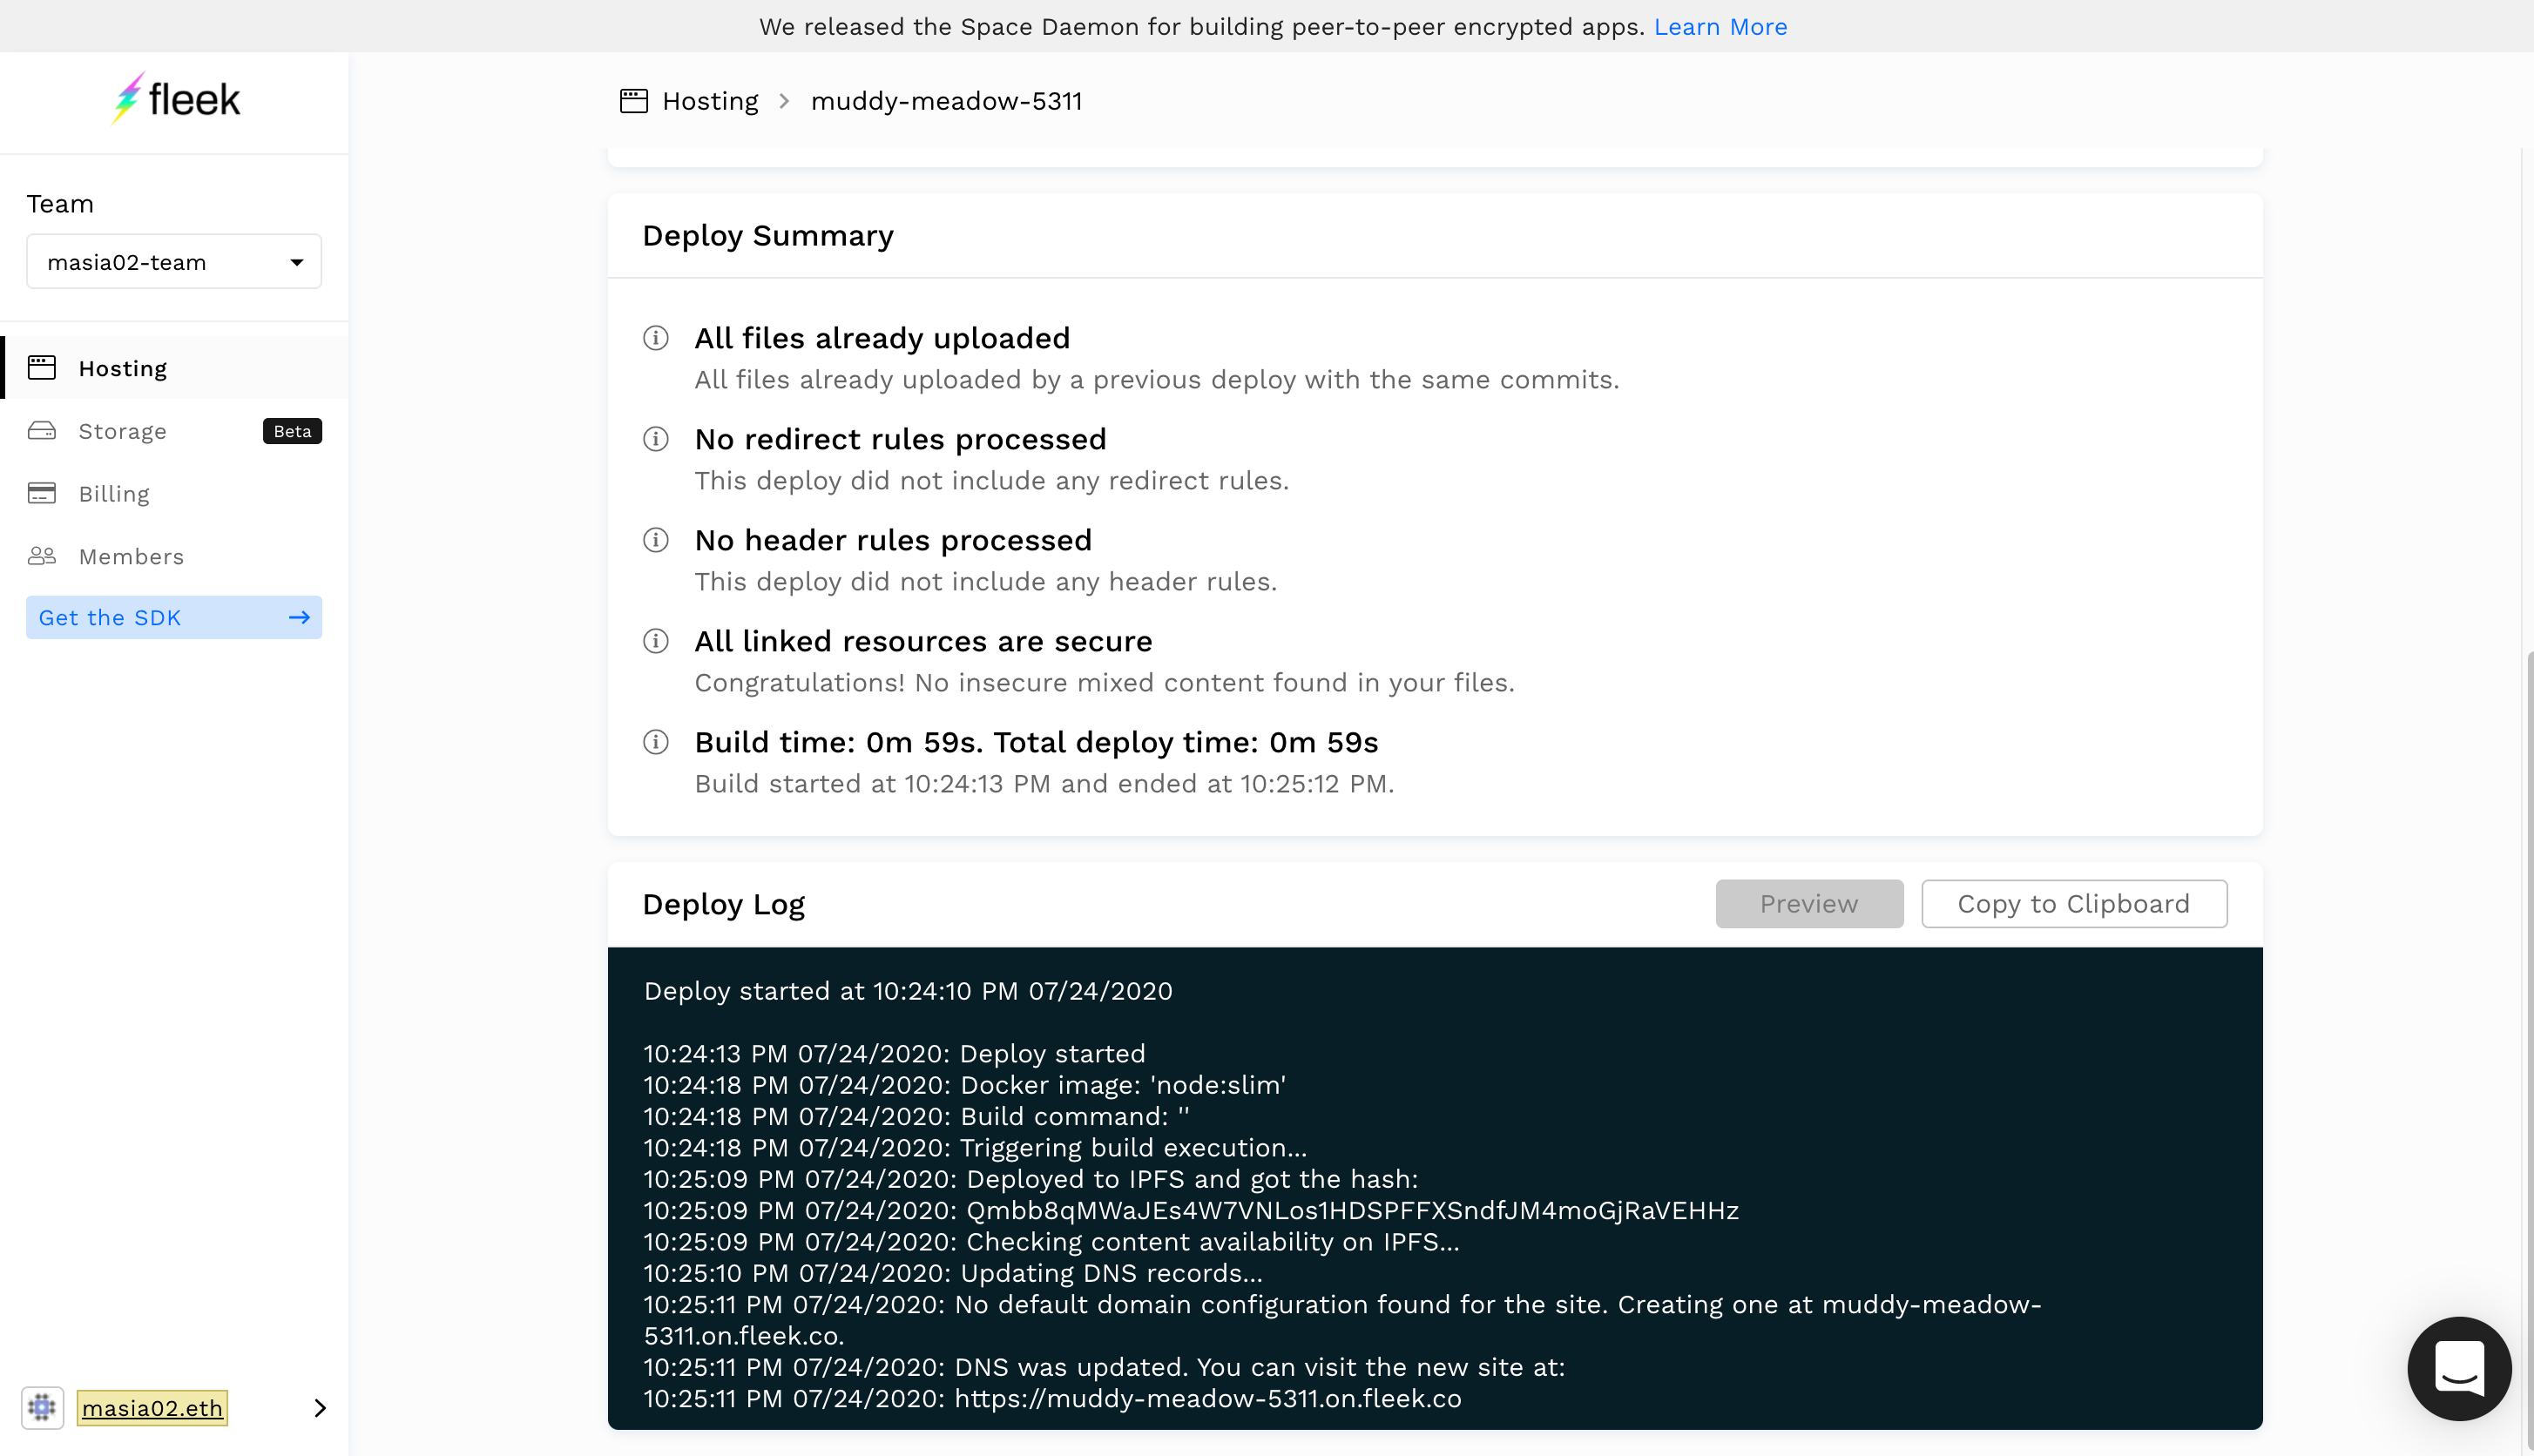 We released the Space Daemon for building peer-to-peer encrypted apps. Learn More
fleek
Hosting > muddy-meadow-5311
Team
masia02-team
Hosting
Storage Beta
Billing
Members
Get the SDK →
masia02.eth
Deploy Summary
All files already uploaded
All files already uploaded by a previous deploy with the same commits.
No redirect rules processed
This deploy did not include any redirect rules.
No header rules processed
This deploy did not include any header rules.
All linked resources are secure
Congratulations! No insecure mixed content found in your files.
Build time: 0m 59s. Total deploy time: 0m 59s
Build started at 10:24:13 PM and ended at 10:25:12 PM.
Deploy Log
Preview
Copy to Clipboard
Deploy started at 10:24:10 PM 07/24/2020
10:24:13 PM 07/24/2020: Deploy started
10:24:18 PM 07/24/2020: Docker image: 'node:slim'
10:24:18 PM 07/24/2020: Build command: ''
10:24:18 PM 07/24/2020: Triggering build execution...
10:25:09 PM 07/24/2020: Deployed to IPFS and got the hash:
10:25:09 PM 07/24/2020: Qmbb8qMWaJEs4W7VNLos1HDSPFFXSndfJM4moGjRaVEHHz
10:25:09 PM 07/24/2020: Checking content availability on IPFS...
10:25:10 PM 07/24/2020: Updating DNS records...
10:25:11 PM 07/24/2020: No default domain configuration found for the site. Creating one at muddy-meadow-
5311.on.fleek.co.
10:25:11 PM 07/24/2020: DNS was updated. You can visit the new site at:
10:25:11 PM 07/24/2020: https://muddy-meadow-5311.on.fleek.co